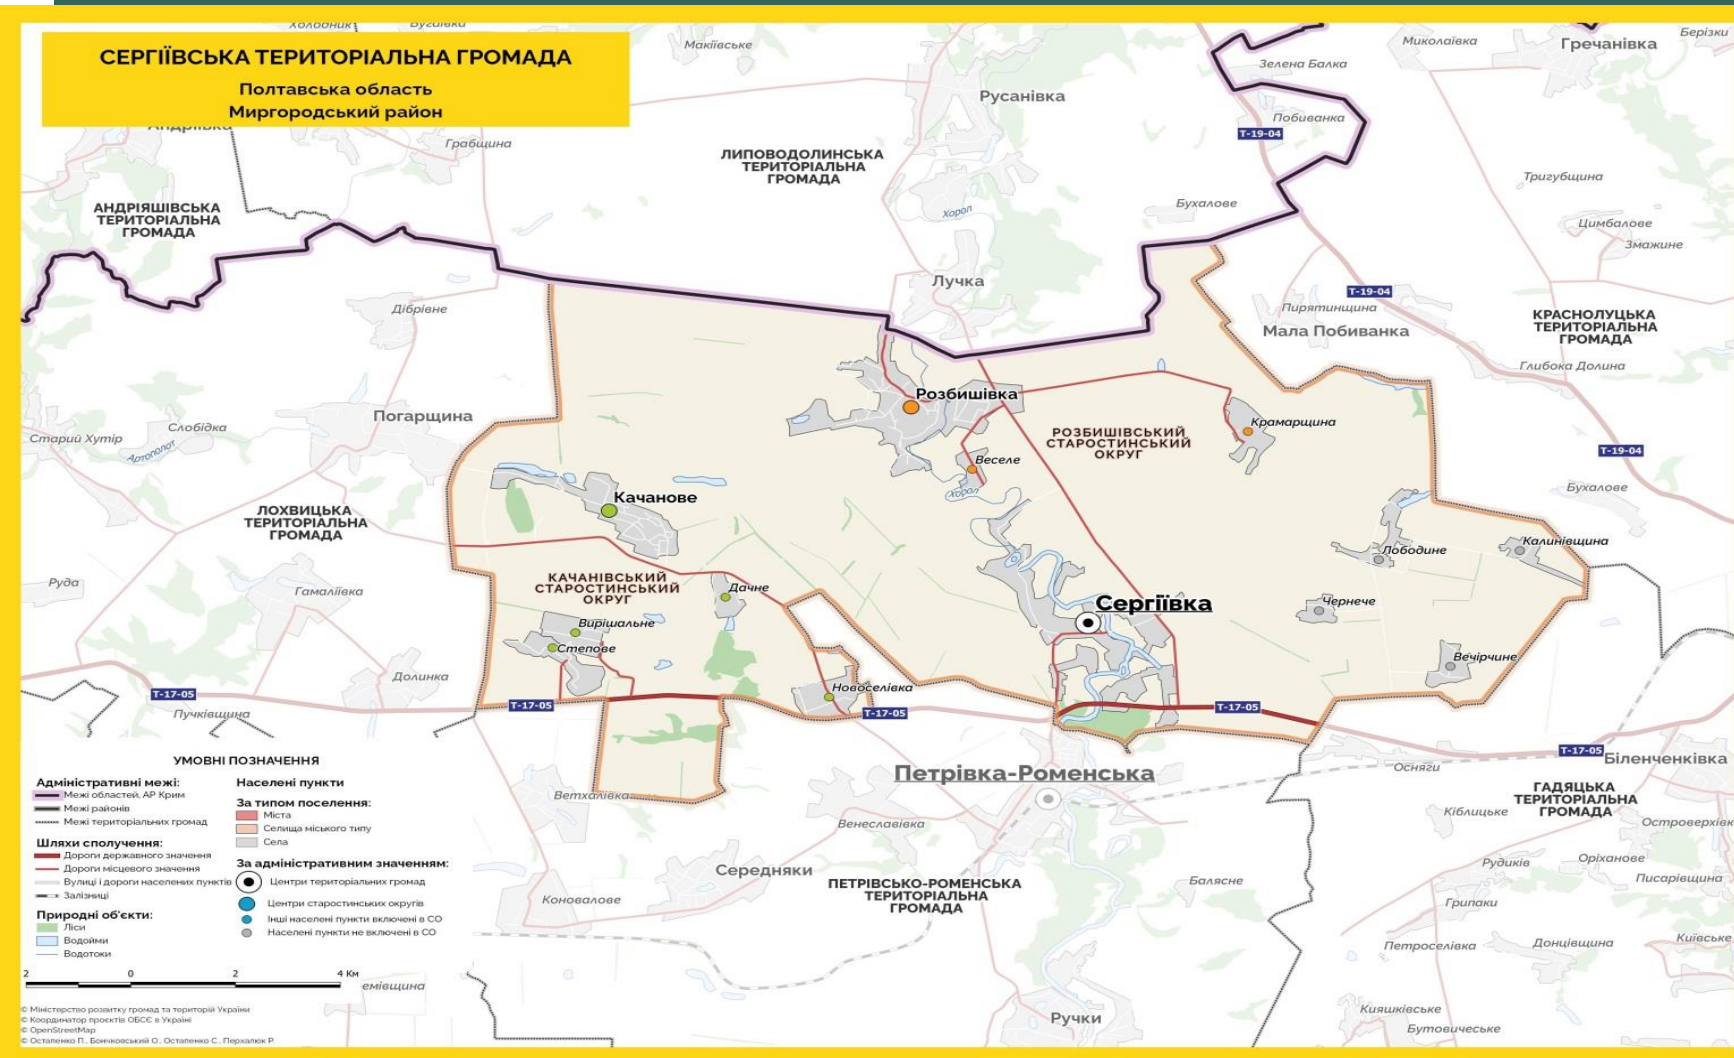 СЕРГІЇВСЬКА ТЕРИТОРІАЛЬНА ГРОМАДА
Полтавська область
Миргородський район
Макіївське
Миколаївка
Гречанівка
Берізки
Зелена Балка
Русанівка
Побиванка
Т-19-04
Грабщина
ЛИПОВОДОЛИНСЬКА
ТЕРИТОРІАЛЬНА
ГРОМАДА
Тригубщина
АНДРІЯШІВСЬКА
ТЕРИТОРІАЛЬНА
ГРОМАДА
Хорол
Бухалове
Цимбалове
Змажине
Лучка
Т-19-04
Дібрівне
Пирятинщина
Мала Побиванка
КРАСНОЛУЦЬКА
ТЕРИТОРІАЛЬНА
ГРОМАДА
Глибока Долина
Розбишівка
Погарщина
Слобідка
Старий Хутір
Артополот
Крамарщина
РОЗБИШІВСЬКИЙ
СТАРОСТИНСЬКИЙ
ОКРУГ
Т-19-04
Веселе
Хорол
Бухалове
Качанове
ЛОХВИЦЬКА
ТЕРИТОРІАЛЬНА
ГРОМАДА
Лободине
Калинівщина
Руда
Гамаліївка
КАЧАНІВСЬКИЙ
СТАРОСТИНСЬКИЙ
ОКРУГ
Дачне
Сергіївка
Чернече
Вирішальне
Степове
Вечірчине
Долинка
Новоселівка
Т-17-05
Т-17-05
Т-17-05
Т-17-05
Пучківщина
Т-17-05
Біленченківка
Осняги
Петрівка-Роменська
Ветхалівка
Венеславівка
ГАДЯЦЬКА
ТЕРИТОРІАЛЬНА
ГРОМАДА
Кібліцьке
Островерхівк
Середняки
ПЕТРІВСЬКО-РОМЕНСЬКА
ТЕРИТОРІАЛЬНА
ГРОМАДА
Балясне
Рудиків
Оріханове
Писарівщина
Коновалове
Грипаки
Петроселівка
Донцівщина
Київське
Ручки
Кияшківське
Бутовичеське
УМОВНІ ПОЗНАЧЕННЯ
Адміністративні межі:
Межі областей, АР Крим
Межі районів
Межі територіальних громад
Шляхи сполучення:
Дороги державного значення
Дороги місцевого значення
Вулиці і дороги населених пунктів
Залізниці
Природні об'єкти:
Ліси
Водойми
Водотоки
Населені пункти
За типом поселення:
Міста
Селища міського типу
Села
За адміністративним значенням:
Центри територіальних громад
Центри старостинських округів
Інші населені пункти включені в СО
Населені пункти не включені в СО
2 0 2 4 Км
емівщина
© Міністерство розвитку громад та територій України
© Координатор проєктів ОБСЄ в Україні
© OpenStreetMap
© Остапенко П., Бончковський О., Остапенко С., Перхалюк Р.